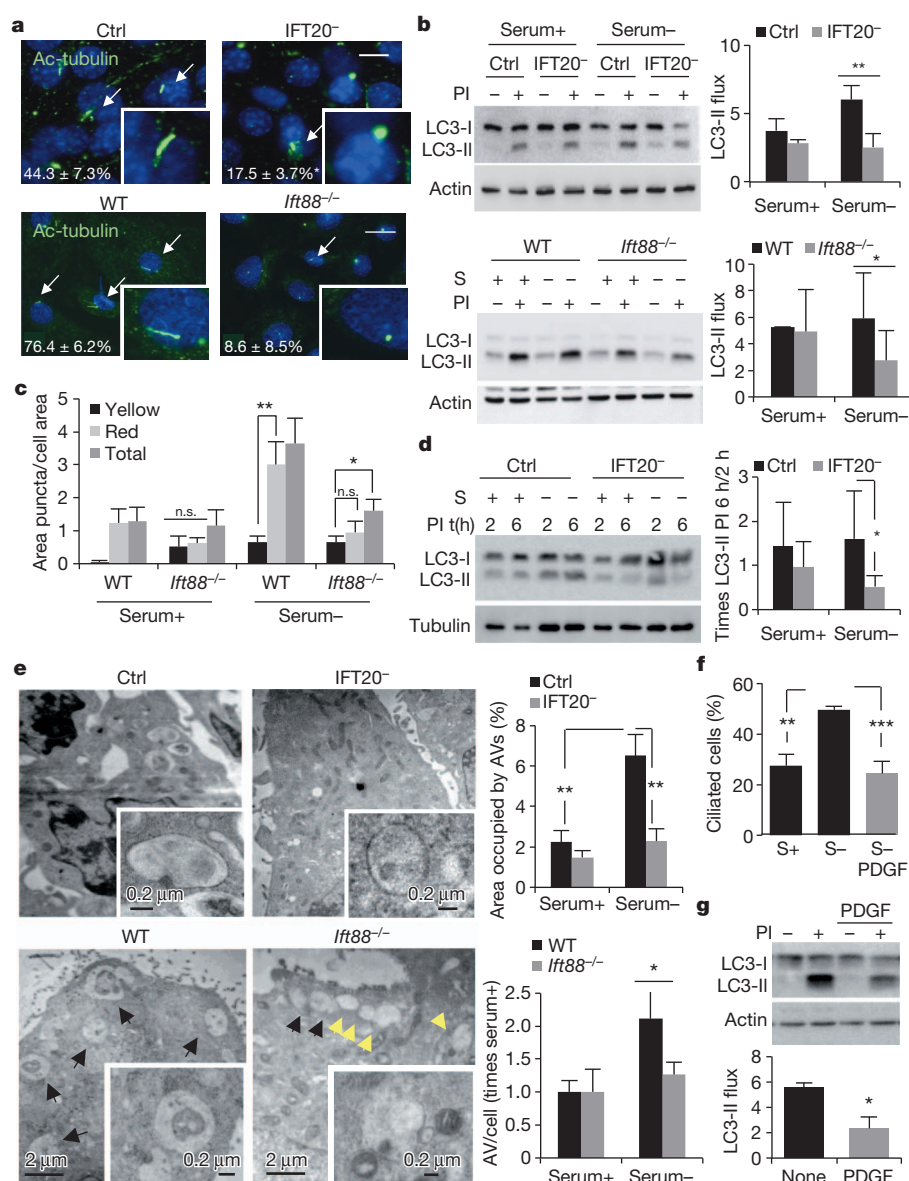 a
Ctrl
IFT20–
Ac-tubulin
44.3 ± 7.3%
17.5 ± 3.7%*
WT
Ift88–/–
Ac-tubulin
76.4 ± 6.2%
8.6 ± 8.5%
b
Serum+ Serum–
Ctrl IFT20– Ctrl IFT20–
PI – + – + – + – +
LC3-I
LC3-II
Actin
Ctrl IFT20–
LC3-II flux
10
5
0
**
Serum+ Serum–
WT Ift88–/–
S + + – – + + – –
PI – + – + – + – +
LC3-I
LC3-II
Actin
WT Ift88–/–
LC3-II flux
10
8
6
4
2
0
*
Serum+ Serum–
c
Area puncta/cell area
5
4
3
2
1
0
Yellow
Red
Total
n.s.
**
n.s.
*
WT Ift88–/– WT Ift88–/–
Serum+ Serum–
d
Ctrl IFT20–
S + + – – + + – –
PI t(h) 2 6 2 6 2 6 2 6
LC3-I
LC3-II
Tubulin
Ctrl IFT20–
Times LC3-II PI 6 h/2 h
3
2
1
0
*
Serum+ Serum–
e
Ctrl
IFT20–
0.2 µm
0.2 µm
WT
Ift88–/–
2 µm
0.2 µm
2 µm
0.2 µm
Ctrl
IFT20–
Area occupied by AVs (%)
8
6
4
2
0
**
**
Serum+ Serum–
WT
Ift88–/–
AV/cell (times serum+)
2.5
2.0
1.5
1.0
0.5
0
*
Serum+ Serum–
f
Ciliated cells (%)
60
40
20
0
**
***
S+ S– S–
PDGF
g
PDGF
PI – + – +
LC3-I
LC3-II
Actin
LC3-II flux
8
6
4
2
0
*
None PDGF